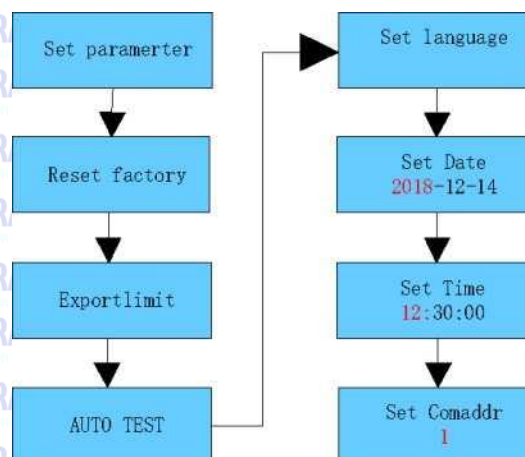 Set paramerter
Reset factory
Exportlimit
AUTO TEST
Set language
Set Date
2018-12-14
Set Time
12:30:00
Set Comaddr
1